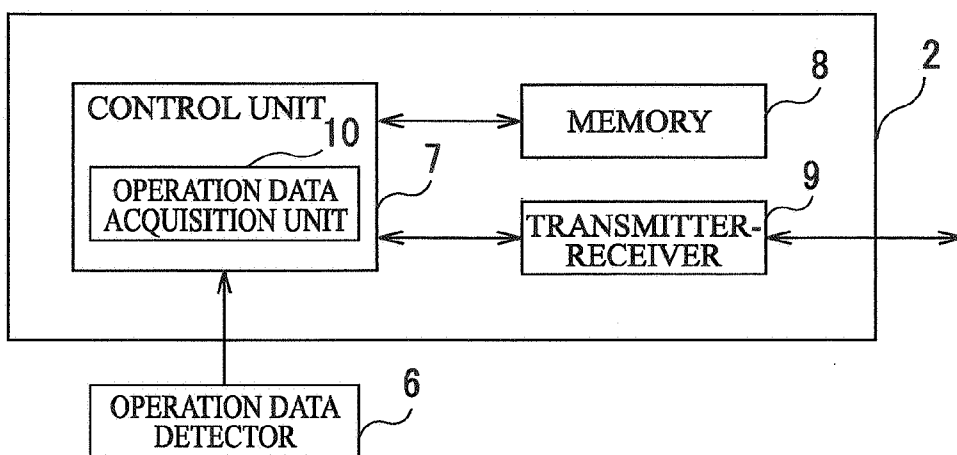 2
8
CONTROL UNIT
MEMORY
10
7
OPERATION DATA
ACQUISITION UNIT
9
TRANSMITTER-
RECEIVER
6
OPERATION DATA
DETECTOR